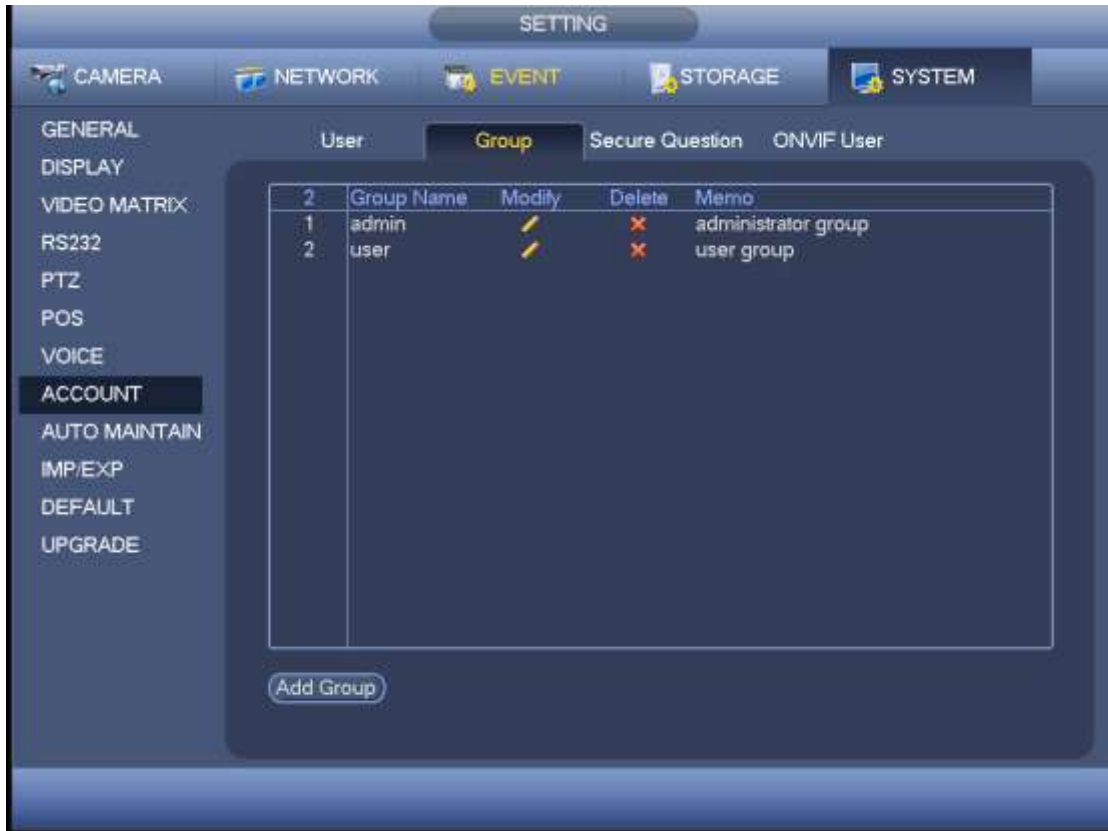 SETTING
CAMERA NETWORK EVENT STORAGE SYSTEM
GENERAL
DISPLAY
VIDEO MATRIX
RS232
PTZ
POS
VOICE
ACCOUNT
AUTO MAINTAIN
IMP/EXP
DEFAULT
UPGRADE
User Group Secure Question ONVIF User
2 Group Name Modify Delete Memo
1 admin administrator group
2 user user group
Add Group